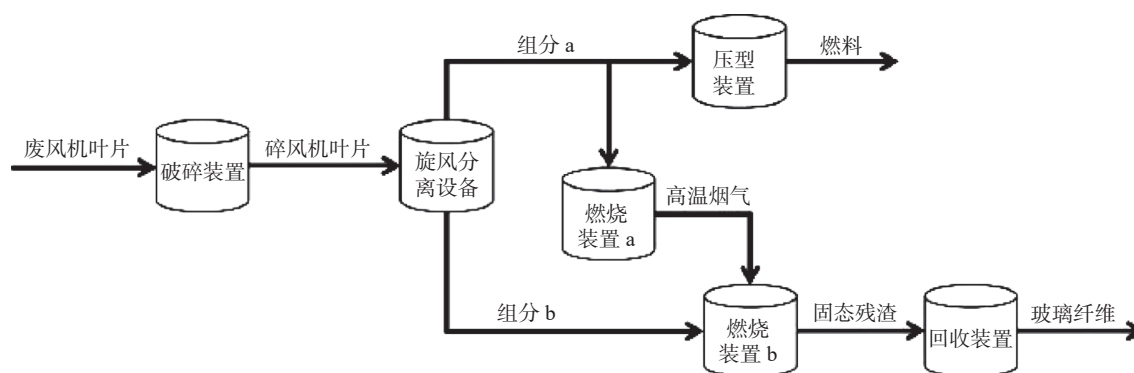 组分 a
压型
装置
燃料
废风机叶片
破碎装置
碎风机叶片
旋风分
离设备
燃烧
装置 a
高温烟气
组分 b
燃烧
装置 b
固态残渣
回收装置
玻璃纤维